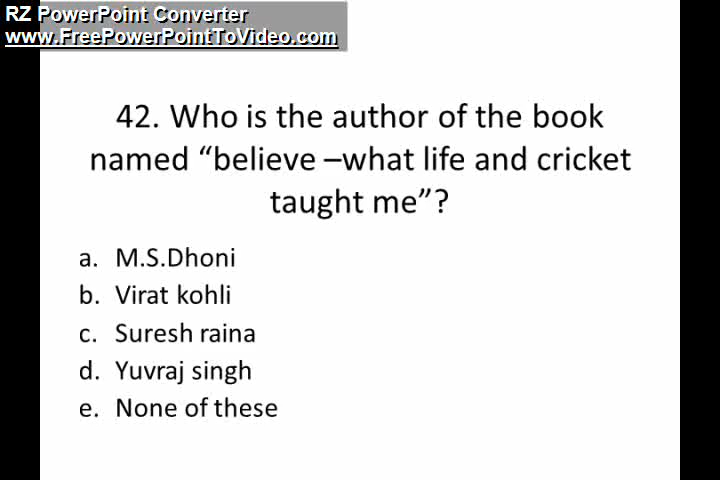 RZ PowerPoint Converter
www.FreePowerPointToVideo.com
42. Who is the author of the book
named “believe –what life and cricket
taught me”?
a. M.S.Dhoni
b. Virat kohli
c. Suresh raina
d. Yuvraj singh
e. None of these